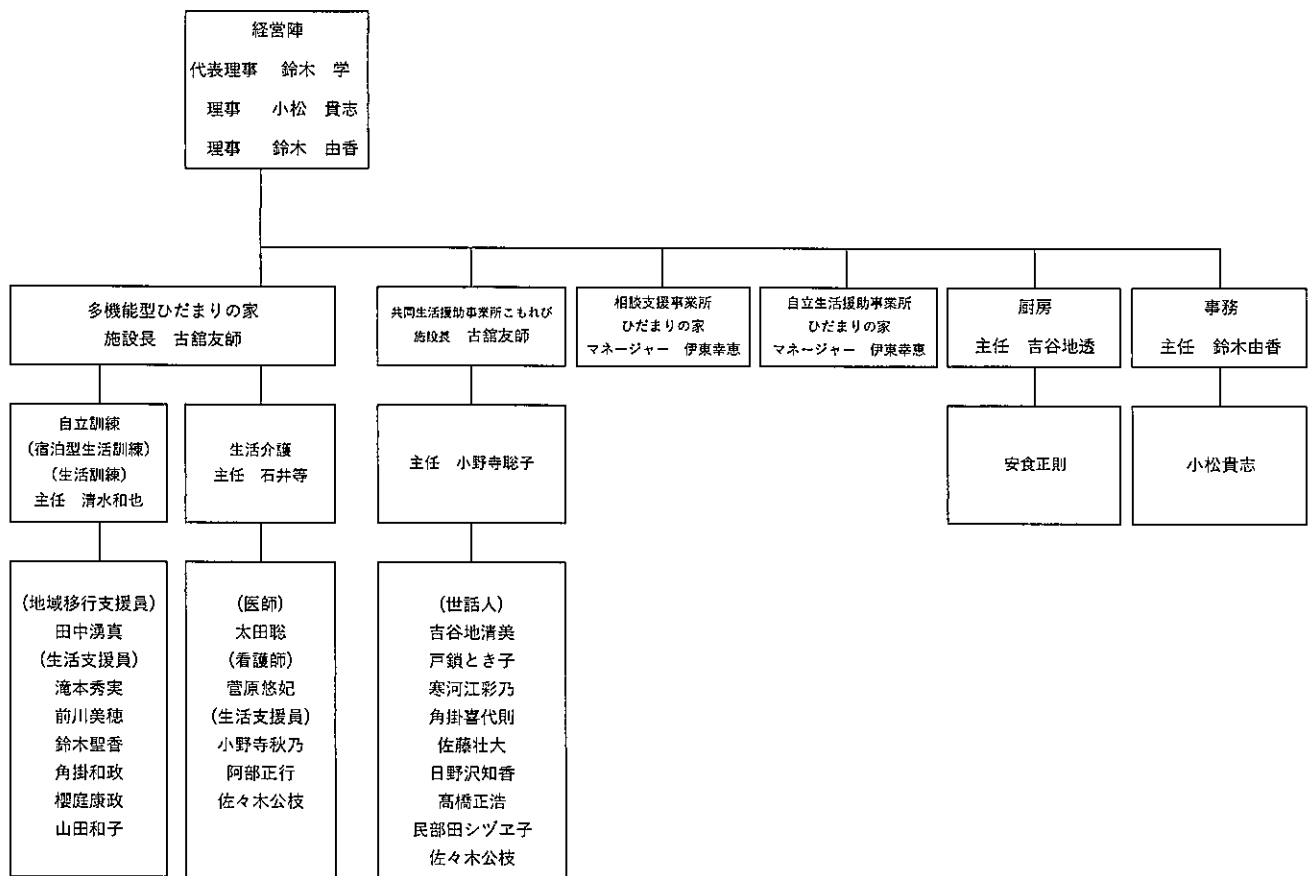 経営陣
代表理事　鈴木　学
理事　小松　貴志
理事　鈴木　由香
多機能型ひだまりの家
施設長　古舘友師
共同生活援助事業所こもれび
施設長　古舘友師
相談支援事業所
ひだまりの家
マネージャー　伊東幸恵
自立生活援助事業所
ひだまりの家
マネージャー　伊東幸恵
厨房
主任　吉谷地透
事務
主任　鈴木由香
自立訓練
(宿泊型生活訓練)
(生活訓練)
主任　清水和也
生活介護
主任　石井等
主任　小野寺聡子
安食正則
小松貴志
(地域移行支援員)
田中湧真
(生活支援員)
滝本秀実
前川美穂
鈴木聖香
角掛和政
櫻庭康政
山田和子
(医師)
太田聡
(看護師)
菅原悠妃
(生活支援員)
小野寺秋乃
阿部正行
佐々木公枝
(世話人)
吉谷地清美
戸鎖とき子
寒河江彩乃
角掛喜代則
佐藤壮大
日野沢知香
髙橋正浩
民部田シヅヱ子
佐々木公枝